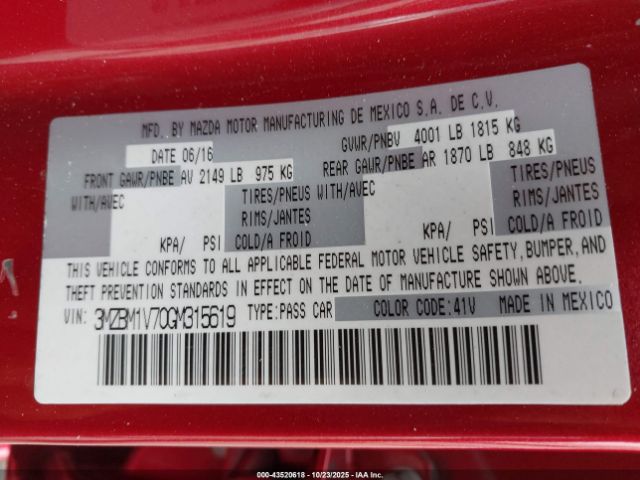 MFD. BY MAZDA MOTOR MANUFACTURING DE MEXICO S.A. DE C.V.
DATE 06/16 GVWR/PNBV 4001 LB 1815 KG
FRONT GAWR/PNBE AV 2149 LB 975 KG REAR GAWR/PNBE AR 1870 LB 848 KG
WITH/AVEC TIRES/PNEUS WITH/AVEC TIRES/PNEUS
RIMS/JANTES RIMS/JANTES
KPA/ PSI COLD/A FROID KPA/ PSI COLD/A FROID
THIS VEHICLE CONFORMS TO ALL APPLICABLE FEDERAL MOTOR VEHICLE SAFETY, BUMPER, AND
THEFT PREVENTION STANDARDS IN EFFECT ON THE DATE OF MANUFACTURE SHOWN ABOVE.
VIN: 3MZBM1V70GM315619 TYPE:PASS CAR COLOR CODE:41V MADE IN MEXICO
000-43520618 - 10/23/2025 - IAAI.COM